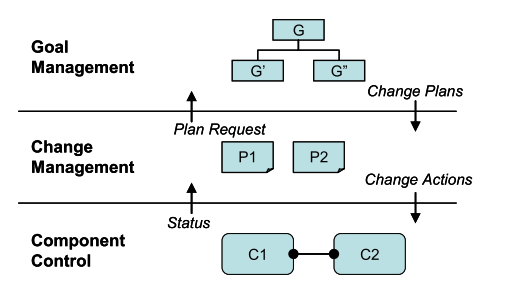 G
Goal
Management
G'
G"
Change Plans
Plan Request
Change
Management
P1
P2
Change Actions
Status
Component
Control
C1
C2